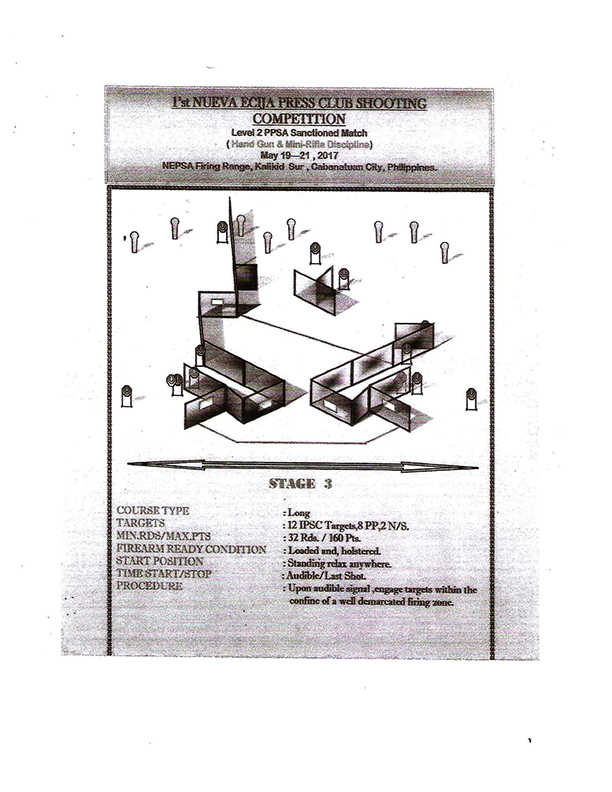 1'st NUEVA ECIJA PRESS CLUB SHOOTING
COMPETITION
Level 2 PPSA Sanctioned Match
( Hand Gun & Mini-Rifle Discipline)
May 19—21 , 2017
NEPSA Firing Range, Kalikid Sur , Cabanatuan City, Philippines.
STAGE 3
COURSE TYPE : Long
TARGETS : 12 IPSC Targets,8 PP,2 N/S.
MIN.RDS/MAX.PTS : 32 Rds. / 160 Pts.
FIREARM READY CONDITION : Loaded and, holstered.
START POSITION : Standing relax anywhere.
TIME START/STOP : Audible/Last Shot.
PROCEDURE : Upon audible signal ,engage targets within the
confine of a well demarcated firing zone.